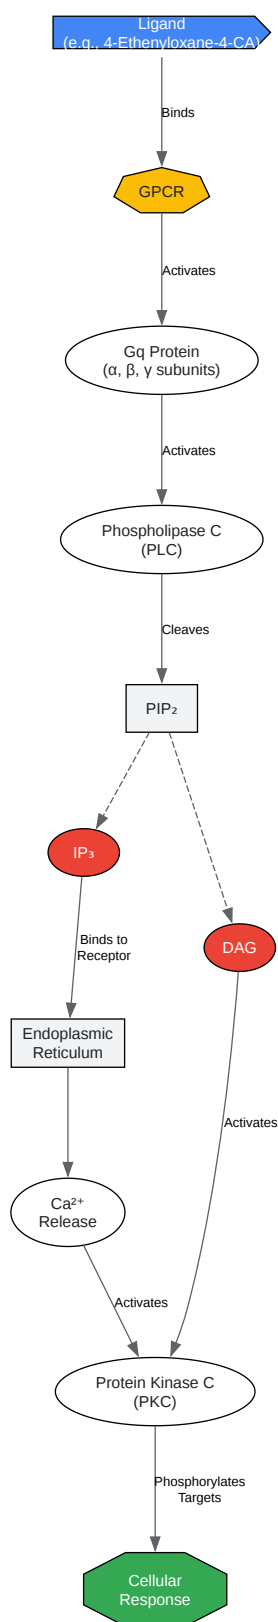 Ligand
(e.g., 4-Ethenyloxane-4-CA)
Binds
GPCR
Activates
Gq Protein
(α, β, γ subunits)
Activates
Phospholipase C
(PLC)
Cleaves
PIP₂
IP₃
DAG
Binds to
Receptor
Endoplasmic
Reticulum
Activates
Ca²⁺
Release
Activates
Protein Kinase C
(PKC)
Phosphorylates
Targets
Cellular
Response